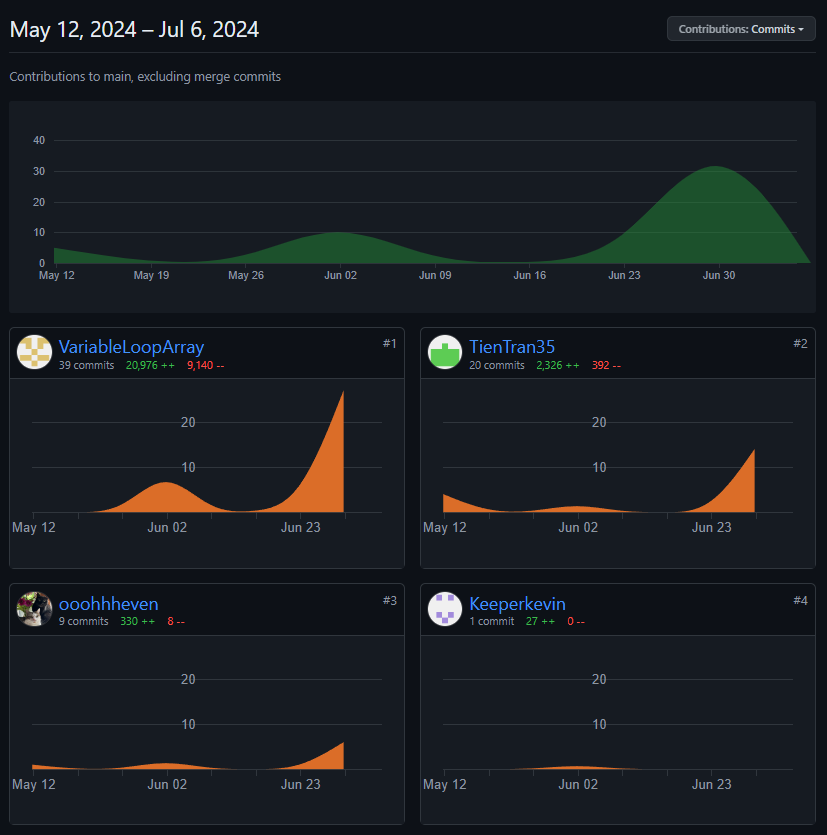 May 12, 2024 – Jul 6, 2024
Contributions: Commits
Contributions to main, excluding merge commits
40
30
20
10
0
May 12 May 19 May 26 Jun 02 Jun 09 Jun 16 Jun 23 Jun 30
VariableLoopArray #1
39 commits 20,976 ++ 9,140 --
20
10
May 12 Jun 02 Jun 23
TienTran35 #2
20 commits 2,326 ++ 392 --
20
10
May 12 Jun 02 Jun 23
ooohhheven #3
9 commits 330 ++ 8 --
20
10
May 12 Jun 02 Jun 23
Keeperkevin #4
1 commit 27 ++ 0 --
20
10
May 12 Jun 02 Jun 23